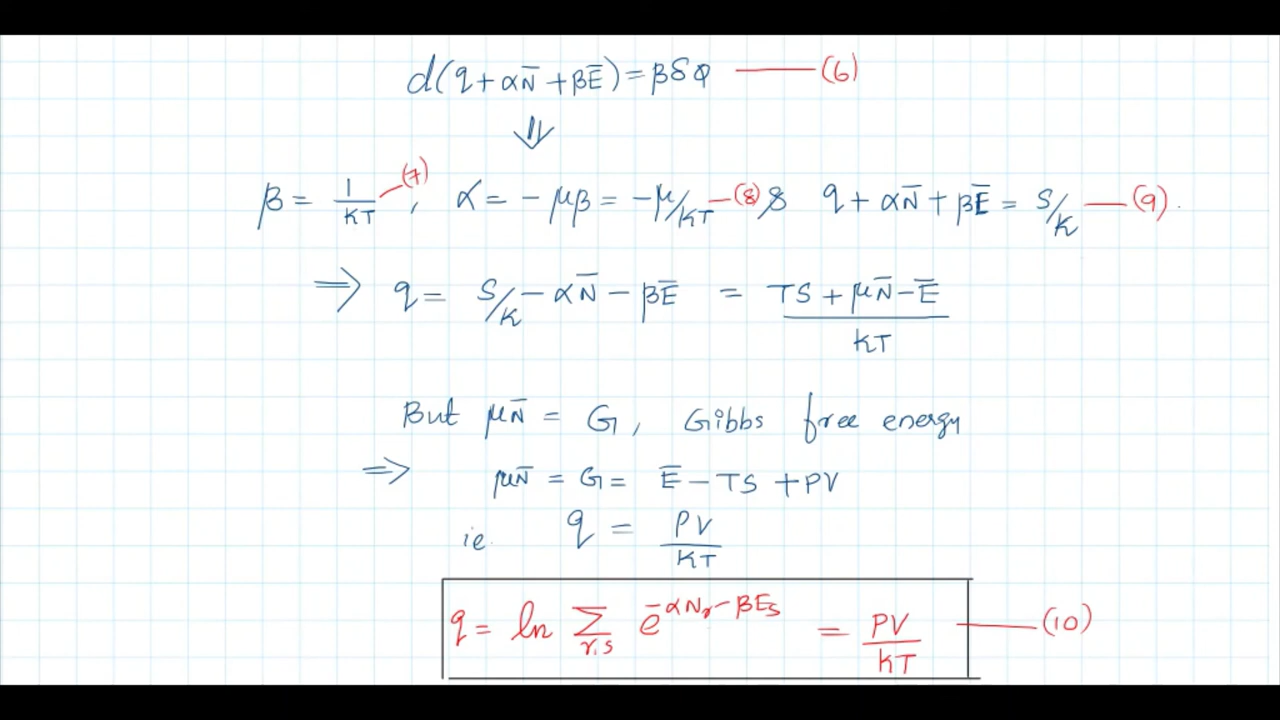 d(q + αN̄ + βĒ) = βδQ —— (6)
⇓
β = 1/KT (7) , α = -μβ = -μ/KT — (8) & q + αN̄ + βĒ = S/K —— (9) .
⇒ q = S/K - αN̄ - βĒ = (TS + μN̄ - Ē)/KT
But μN̄ = G, Gibbs free energy
⇒ μN̄ = G = Ē - TS + PV
ie. q = PV/KT
q = ln Σ_{r,s} e^{-αN_r - βE_s} = PV/KT —— (10)